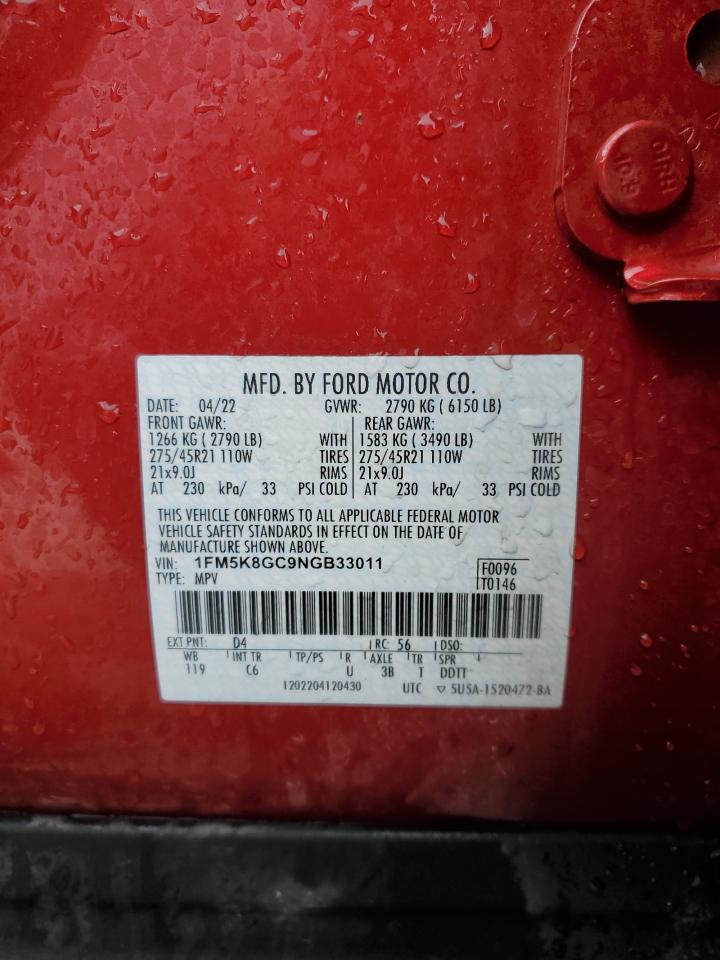 MFD. BY FORD MOTOR CO.
DATE: 04/22 GVWR: 2790 KG ( 6150 LB)
FRONT GAWR: REAR GAWR:
1266 KG ( 2790 LB) WITH 1583 KG ( 3490 LB) WITH
275/45R21 110W TIRES 275/45R21 110W TIRES
21x9.0J RIMS 21x9.0J RIMS
AT 230 kPa/ 33 PSI COLD AT 230 kPa/ 33 PSI COLD
THIS VEHICLE CONFORMS TO ALL APPLICABLE FEDERAL MOTOR
VEHICLE SAFETY STANDARDS IN EFFECT ON THE DATE OF
MANUFACTURE SHOWN ABOVE.
VIN: 1FM5K8GC9NGB33011 F0096
TYPE: MPV T0146
EXT PNT: D4 RC: 56 DSO:
WB INT TR TP/PS R AXLE TR SPR
119 C6 U 3B T DDTT
1202204120430 UTC 5U5A-1520472-BA
10.9